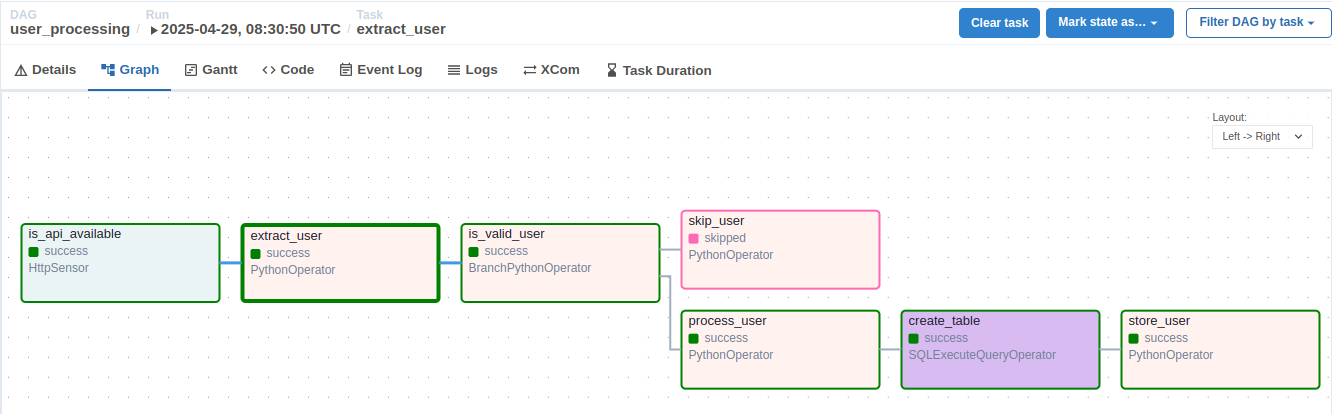 DAG
user_processing
/
Run
2025-04-29, 08:30:50 UTC
/
Task
extract_user
Clear task
Mark state as…
Filter DAG by task
Details
Graph
Gantt
Code
Event Log
Logs
XCom
Task Duration
Layout:
Left -> Right
is_api_available
success
HttpSensor
extract_user
success
PythonOperator
is_valid_user
success
BranchPythonOperator
skip_user
skipped
PythonOperator
process_user
success
PythonOperator
create_table
success
SQLExecuteQueryOperator
store_user
success
PythonOperator